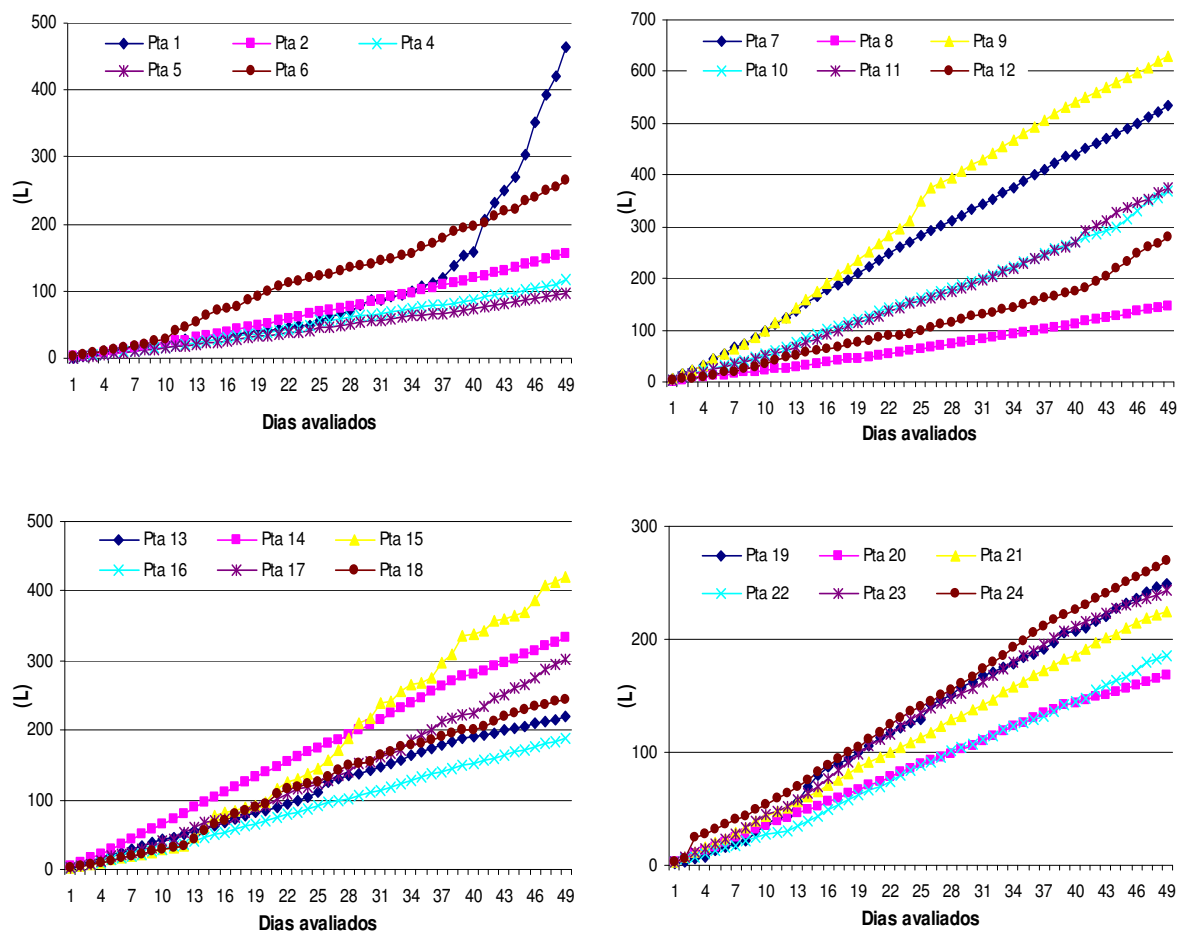 500
400
300
200
100
0
(L)
Pta 1 Pta 2 Pta 4
Pta 5 Pta 6
1 4 7 10 13 16 19 22 25 28 31 34 37 40 43 46 49
Dias avaliados
700
600
500
400
300
200
100
0
(L)
Pta 7 Pta 8 Pta 9
Pta 10 Pta 11 Pta 12
1 4 7 10 13 16 19 22 25 28 31 34 37 40 43 46 49
Dias avaliados
500
400
300
200
100
0
(L)
Pta 13 Pta 14 Pta 15
Pta 16 Pta 17 Pta 18
1 4 7 10 13 16 19 22 25 28 31 34 37 40 43 46 49
Dias avaliados
300
200
100
0
(L)
Pta 19 Pta 20 Pta 21
Pta 22 Pta 23 Pta 24
1 4 7 10 13 16 19 22 25 28 31 34 37 40 43 46 49
Dias avaliados